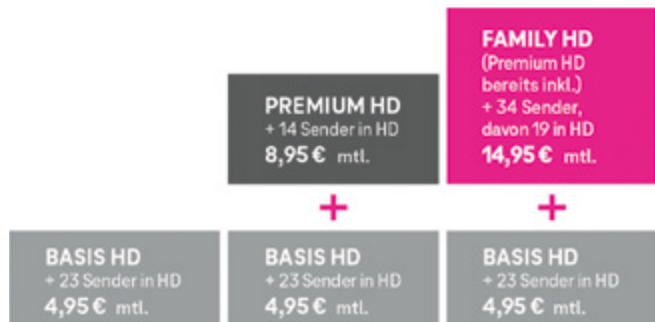 FAMILY HD
(Premium HD
bereits inkl.)
+ 34 Sender,
davon 19 in HD
14,95 € mtl.
PREMIUM HD
+ 14 Sender in HD
8,95 € mtl.
+
+
BASIS HD
+ 23 Sender in HD
4,95 € mtl.
BASIS HD
+ 23 Sender in HD
4,95 € mtl.
BASIS HD
+ 23 Sender in HD
4,95 € mtl.